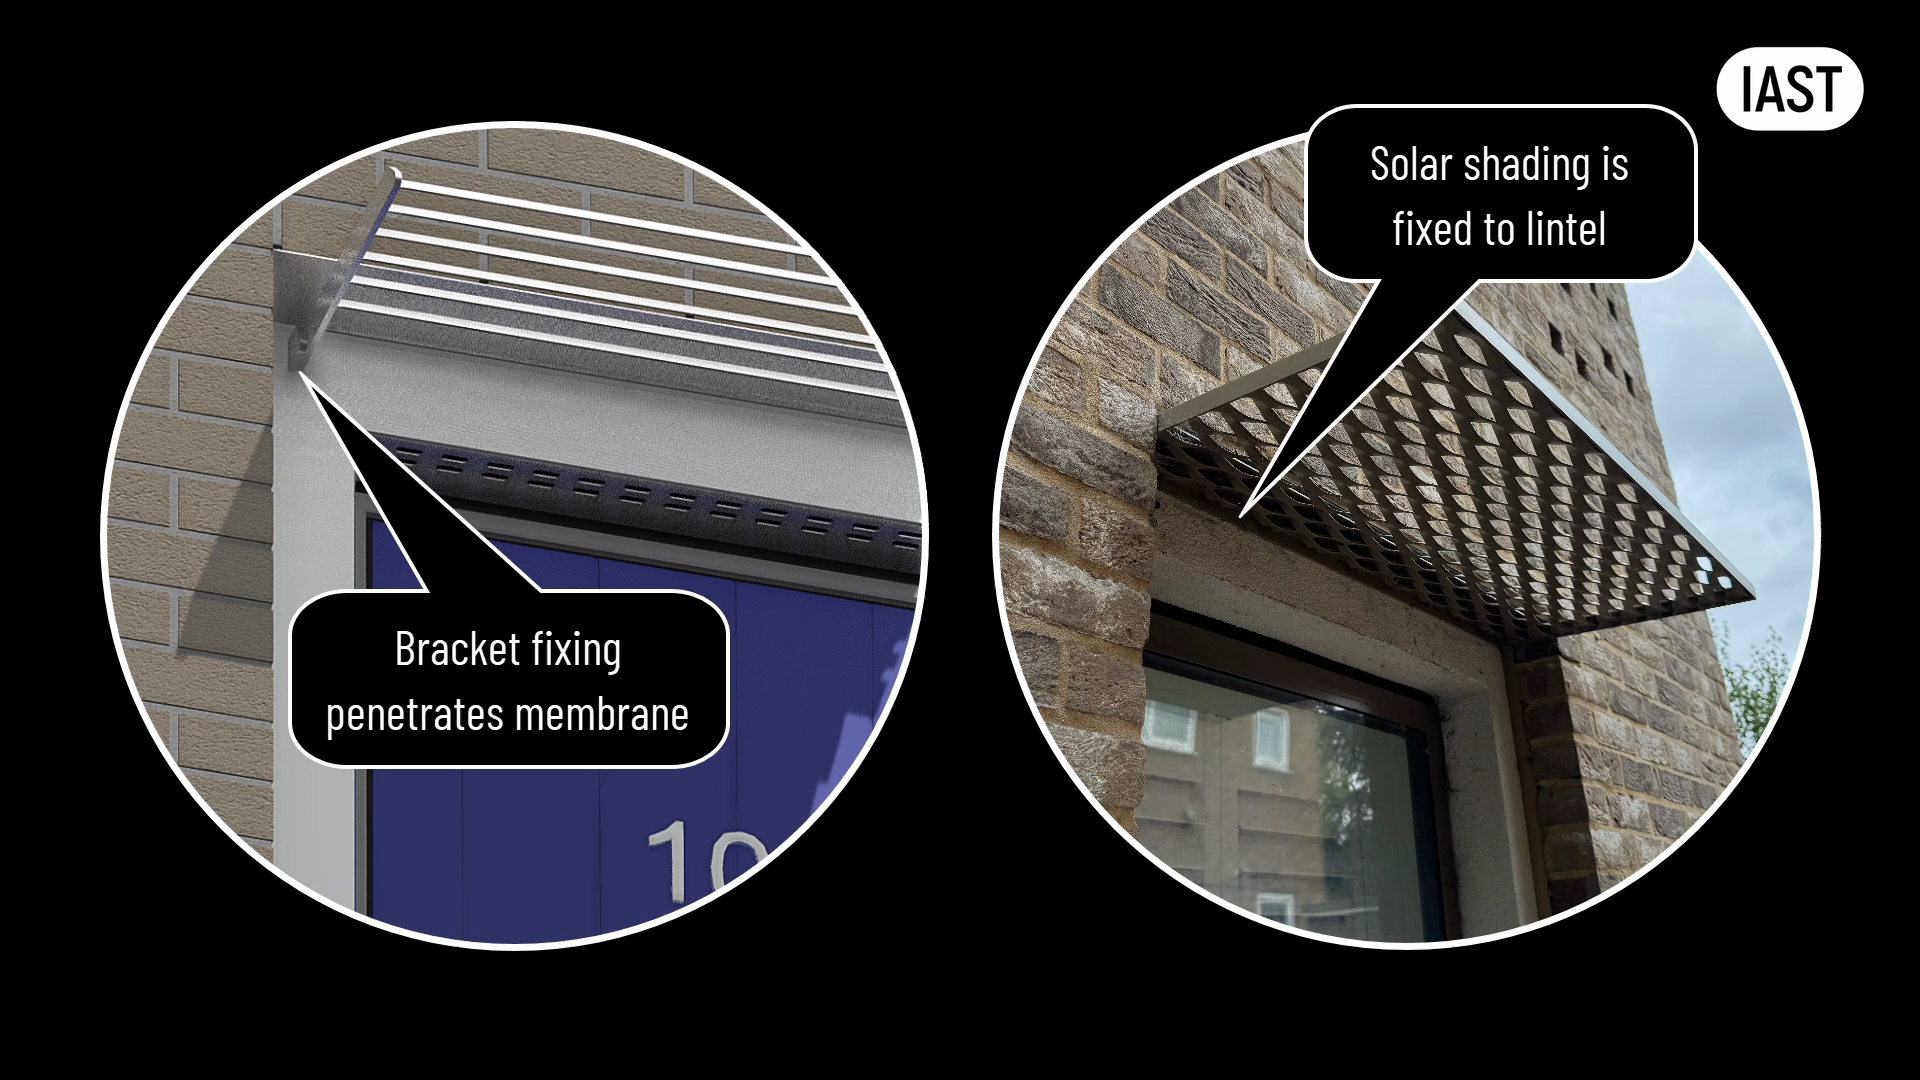 IAST
Solar shading is
fixed to lintel
Bracket fixing
penetrates membrane
10